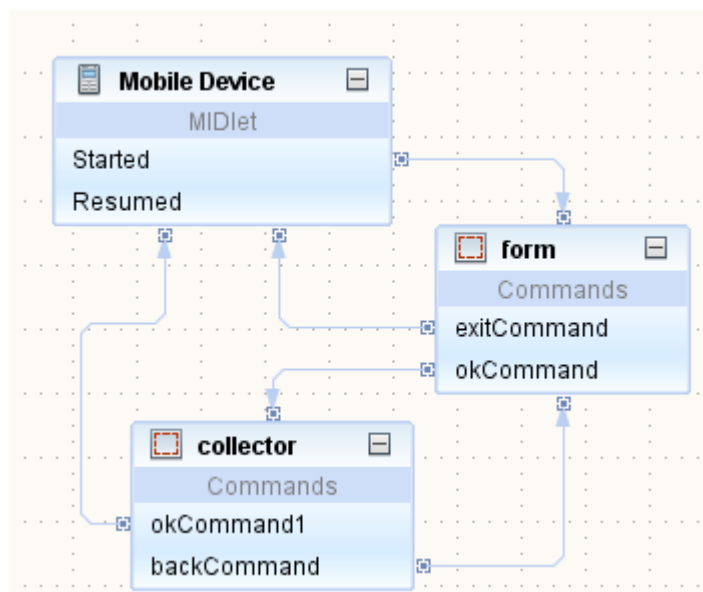 Mobile Device
MIDlet
Started
Resumed
form
Commands
exitCommand
okCommand
collector
Commands
okCommand1
backCommand